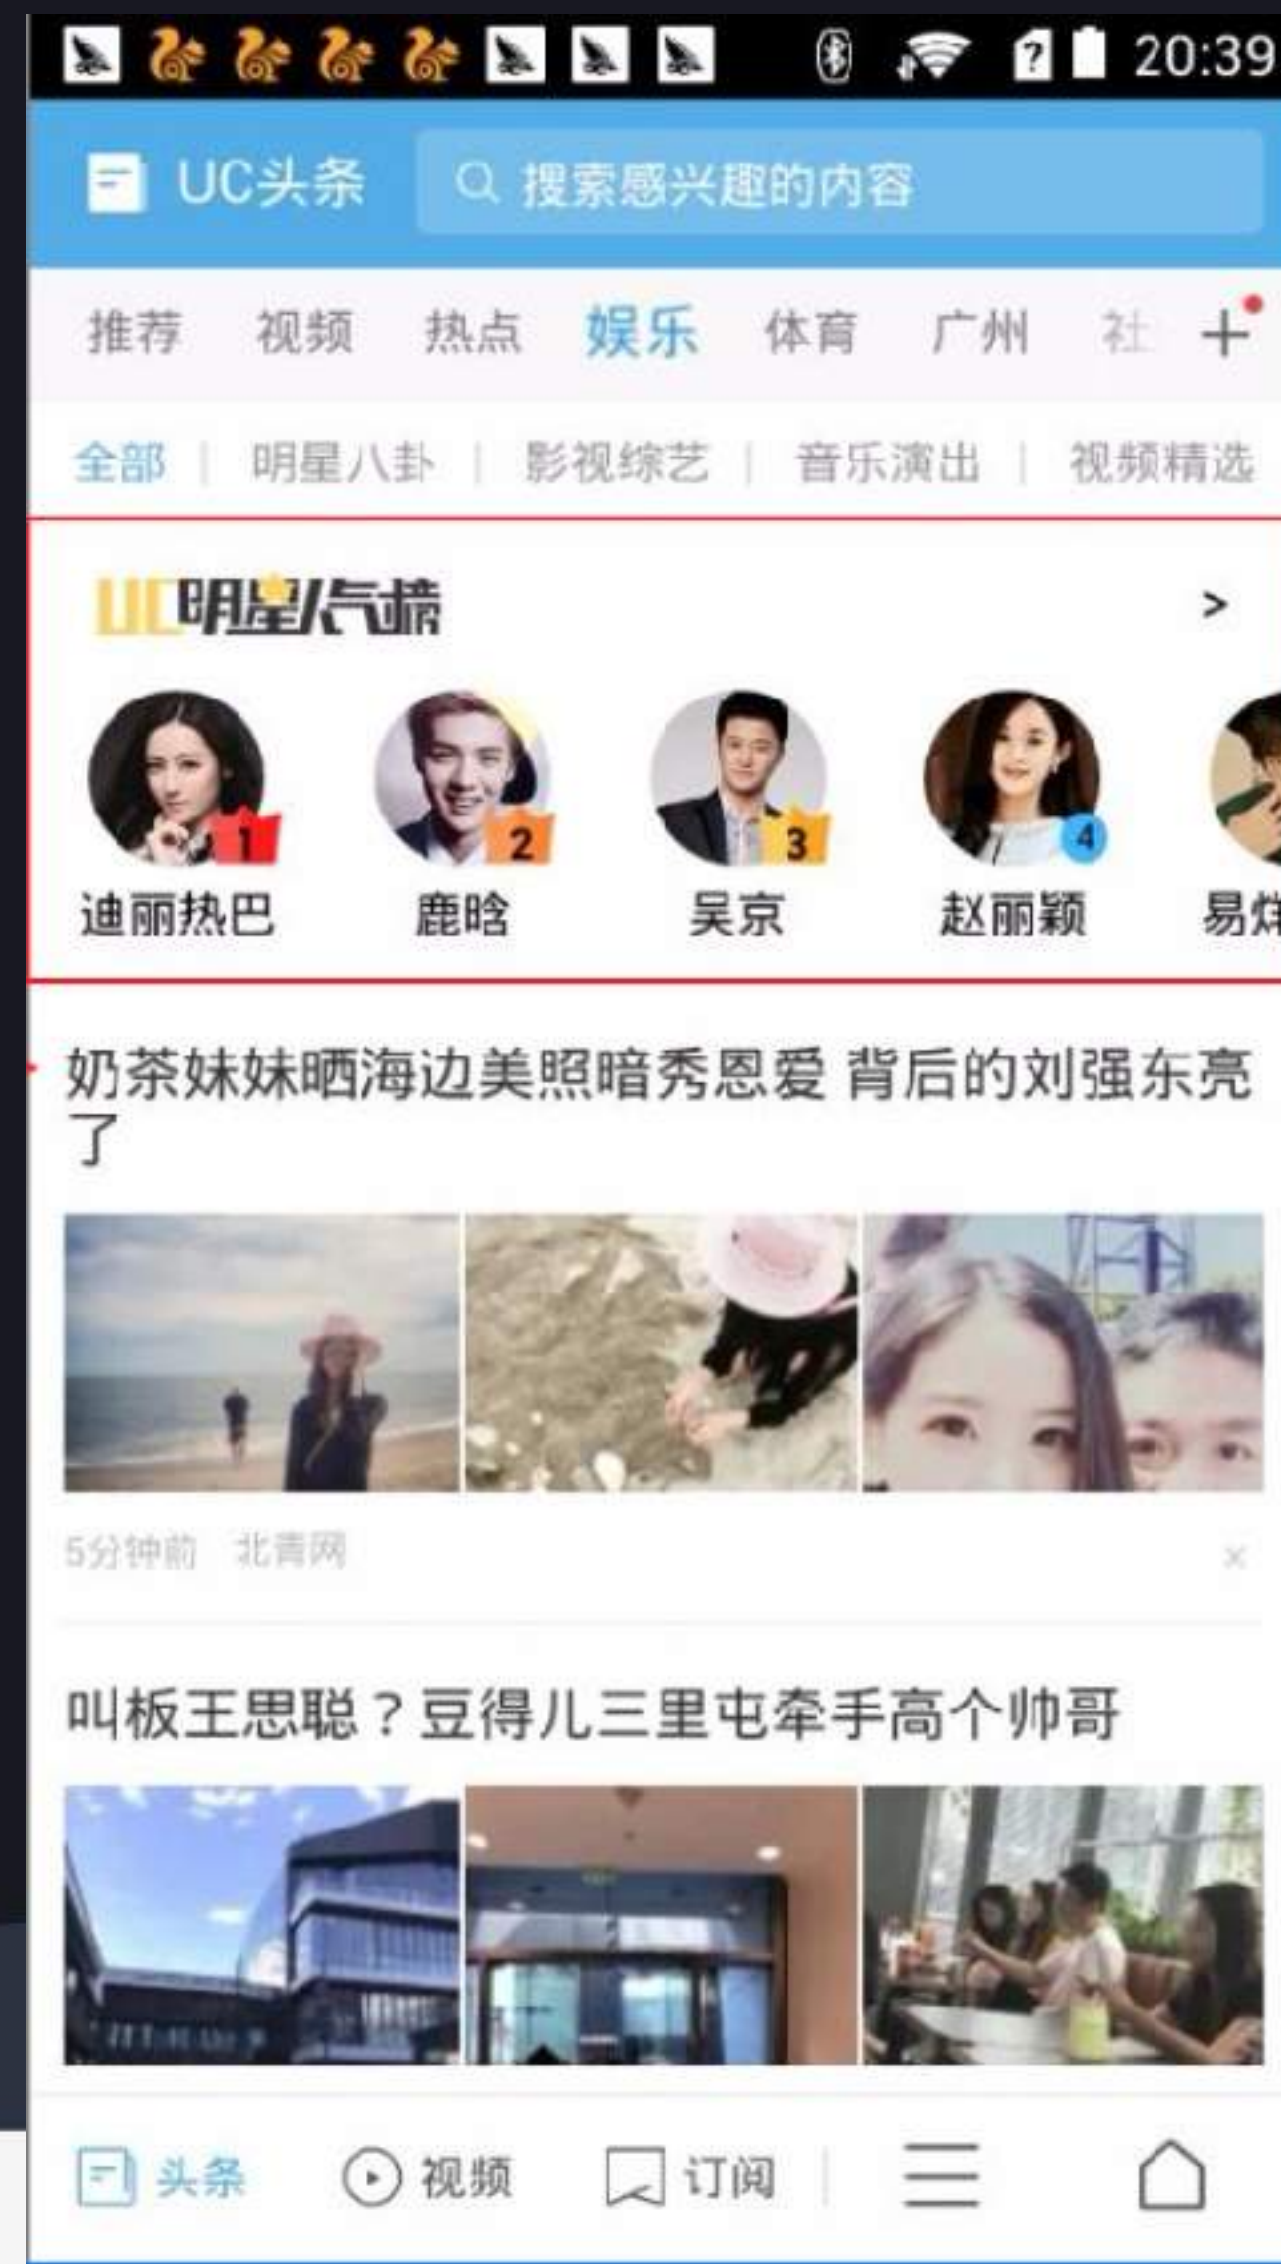 20:39
UC头条 搜索感兴趣的内容
推荐 视频 热点 娱乐 体育 广州 社 +
全部 | 明星八卦 | 影视综艺 | 音乐演出 | 视频精选
UC明星人气榜 >
1 2 3 4
迪丽热巴 鹿晗 吴京 赵丽颖 易烊
奶茶妹妹晒海边美照暗秀恩爱 背后的刘强东亮
了
5分钟前 北青网 ×
叫板王思聪？豆得儿三里屯牵手高个帅哥
头条 视频 订阅